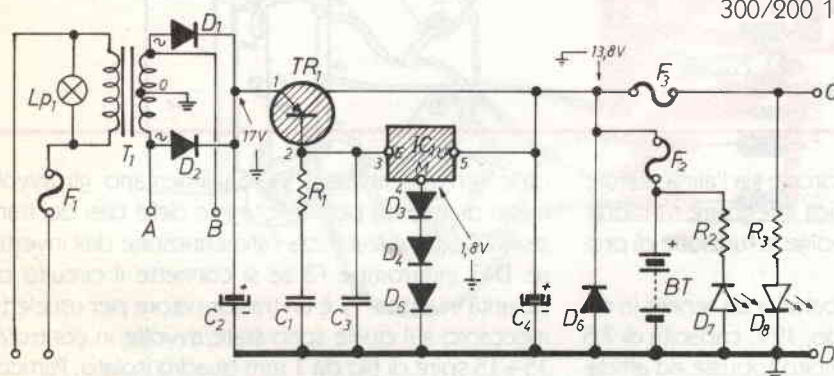 300/200 1
D1
Lp1
T1
0
D2
F1
A
B
17V
C2
TR1
1
2
R1
C1
C3
IC1
3
E
U
5
M
4
D3
D4
D5
1,8V
C4
13,8V
D6
F3
F2
BT
R2
R3
D7
D8
C
D